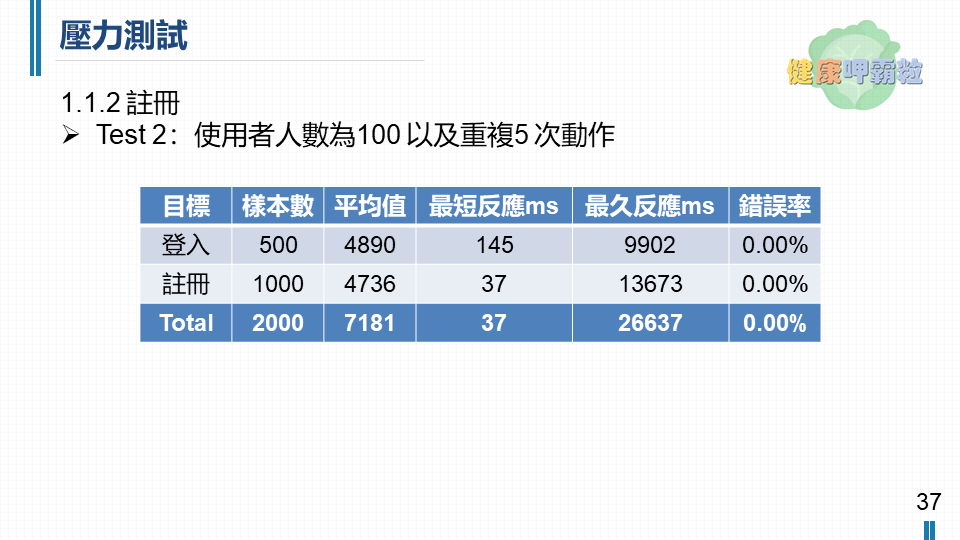 壓力測試
健康呷霸粒
1.1.2 註冊
➢ Test 2：使用者人數為100 以及重複5 次動作
目標 樣本數 平均值 最短反應ms 最久反應ms 錯誤率
登入 500 4890 145 9902 0.00%
註冊 1000 4736 37 13673 0.00%
Total 2000 7181 37 26637 0.00%
37